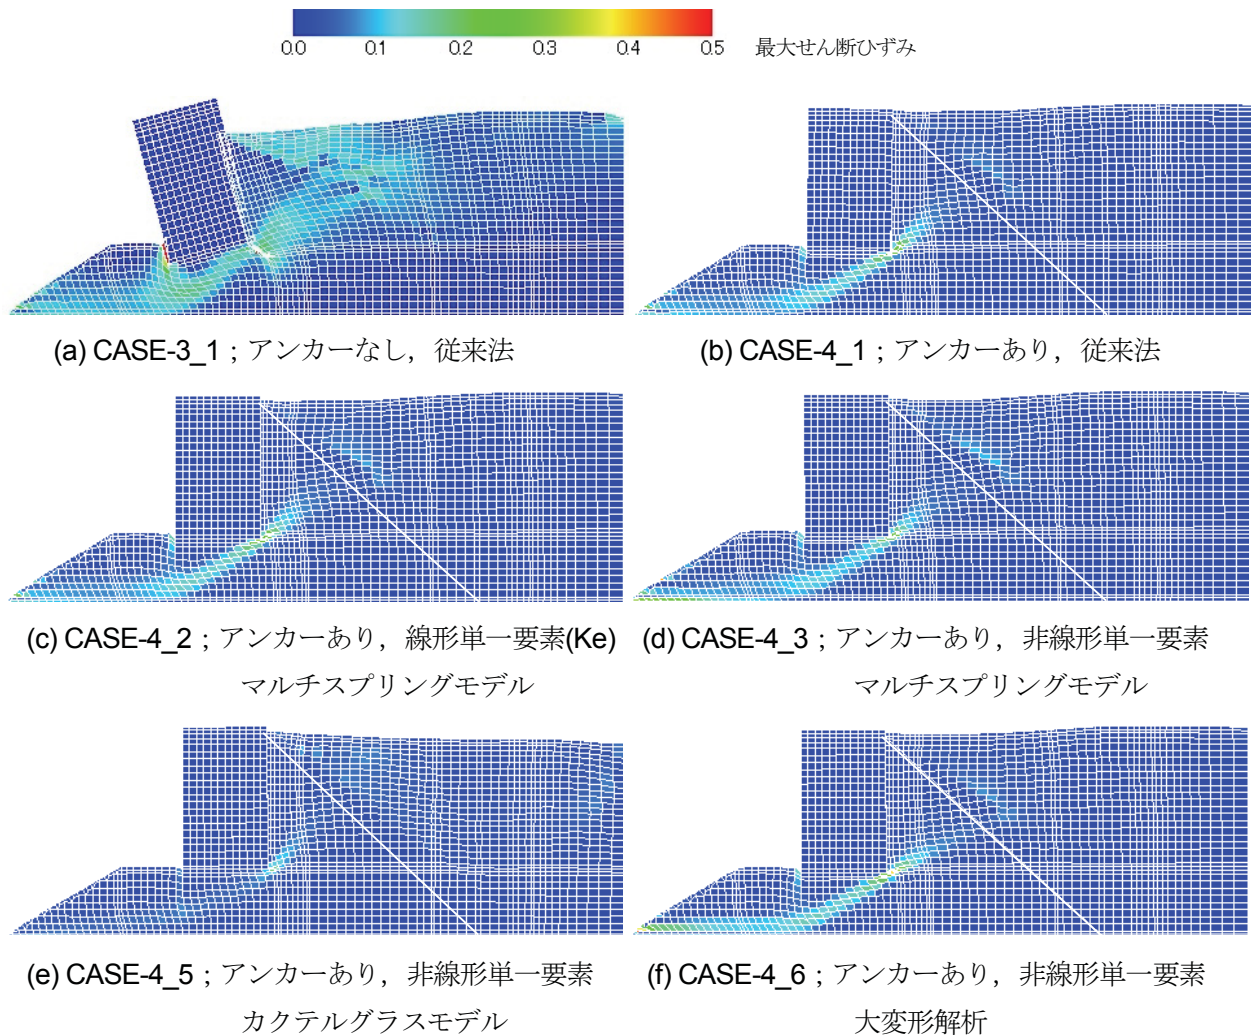 0.0 0.1 0.2 0.3 0.4 0.5 最大せん断ひずみ
(a) CASE-3_1；アンカーなし，従来法
(b) CASE-4_1；アンカーあり，従来法
(c) CASE-4_2；アンカーあり，線形単一要素(Ke)
マルチスプリングモデル
(d) CASE-4_3；アンカーあり，非線形単一要素
マルチスプリングモデル
(e) CASE-4_5；アンカーあり，非線形単一要素
カクテルグラスモデル
(f) CASE-4_6；アンカーあり，非線形単一要素
大変形解析